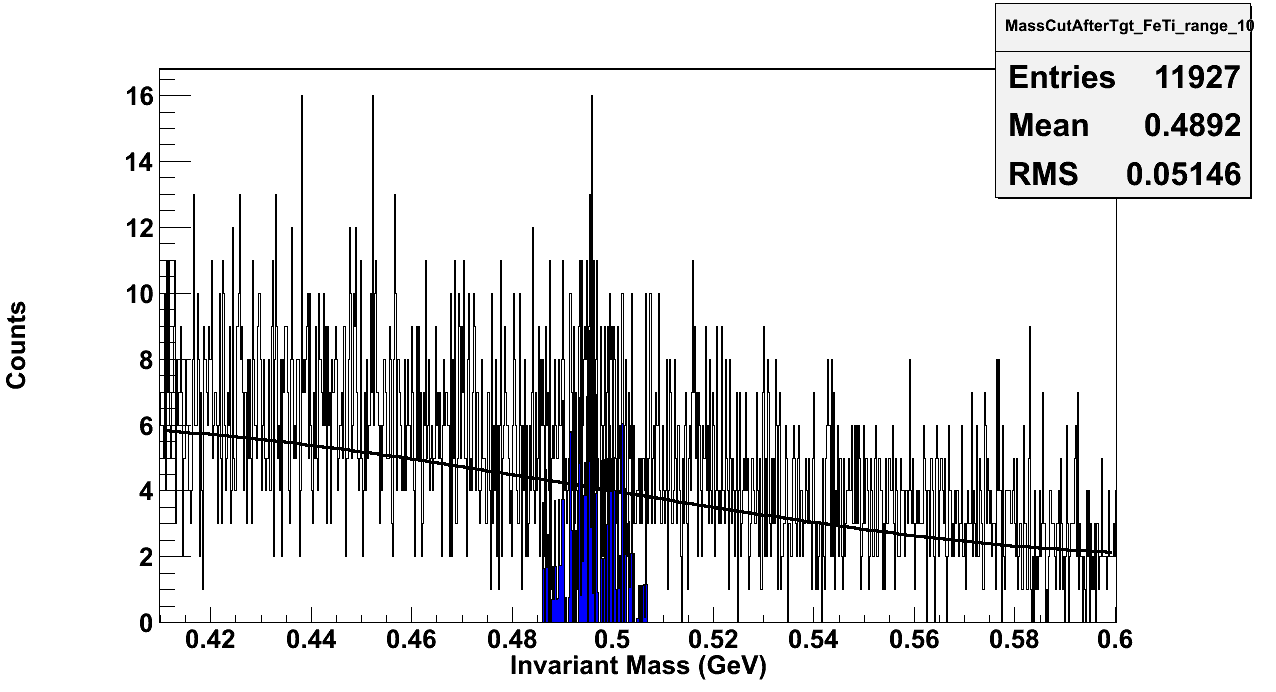 MassCutAfterTgt_FeTi_range_10
Entries 11927
Mean 0.4892
RMS 0.05146
Counts
16
14
12
10
8
6
4
2
0
0.42 0.44 0.46 0.48 0.5 0.52 0.54 0.56 0.58 0.6
Invariant Mass (GeV)